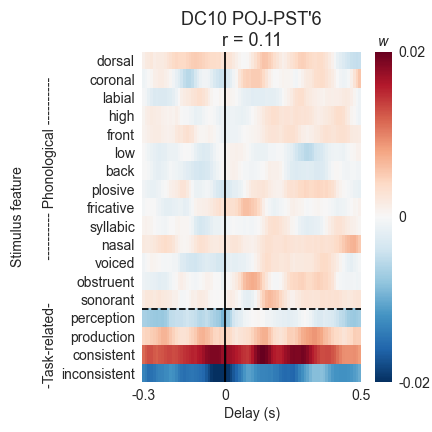 DC10 POJ-PST'6
r = 0.11
w
dorsal
coronal
labial
high
front
low
back
plosive
fricative
syllabic
nasal
voiced
obstruent
sonorant
perception
production
consistent
inconsistent
Stimulus feature
-Task-related- ----------- Phonological -----------
0.02
0
-0.02
-0.3 0 0.5
Delay (s)